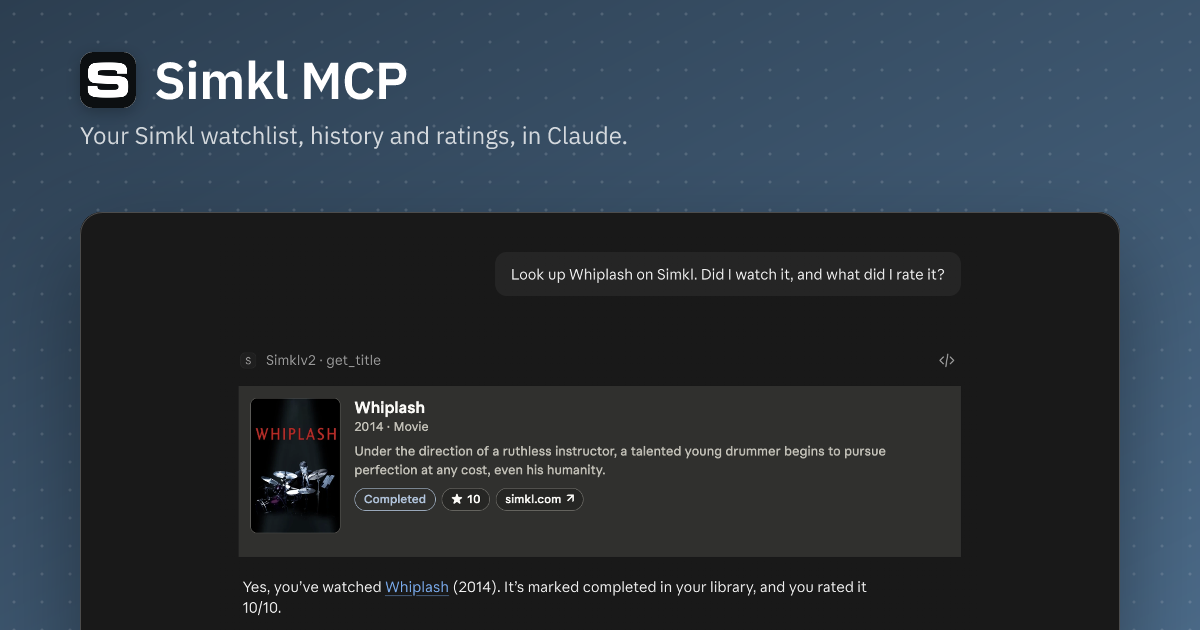 S Simkl MCP
Your Simkl watchlist, history and ratings, in Claude.
Look up Whiplash on Simkl. Did I watch it, and what did I rate it?
S Simklv2 · get_title </>
WHIPLASH
Whiplash
2014 · Movie
Under the direction of a ruthless instructor, a talented young drummer begins to pursue
perfection at any cost, even his humanity.
Completed ★ 10 simkl.com ↗
Yes, you’ve watched Whiplash (2014). It’s marked completed in your library, and you rated it
10/10.